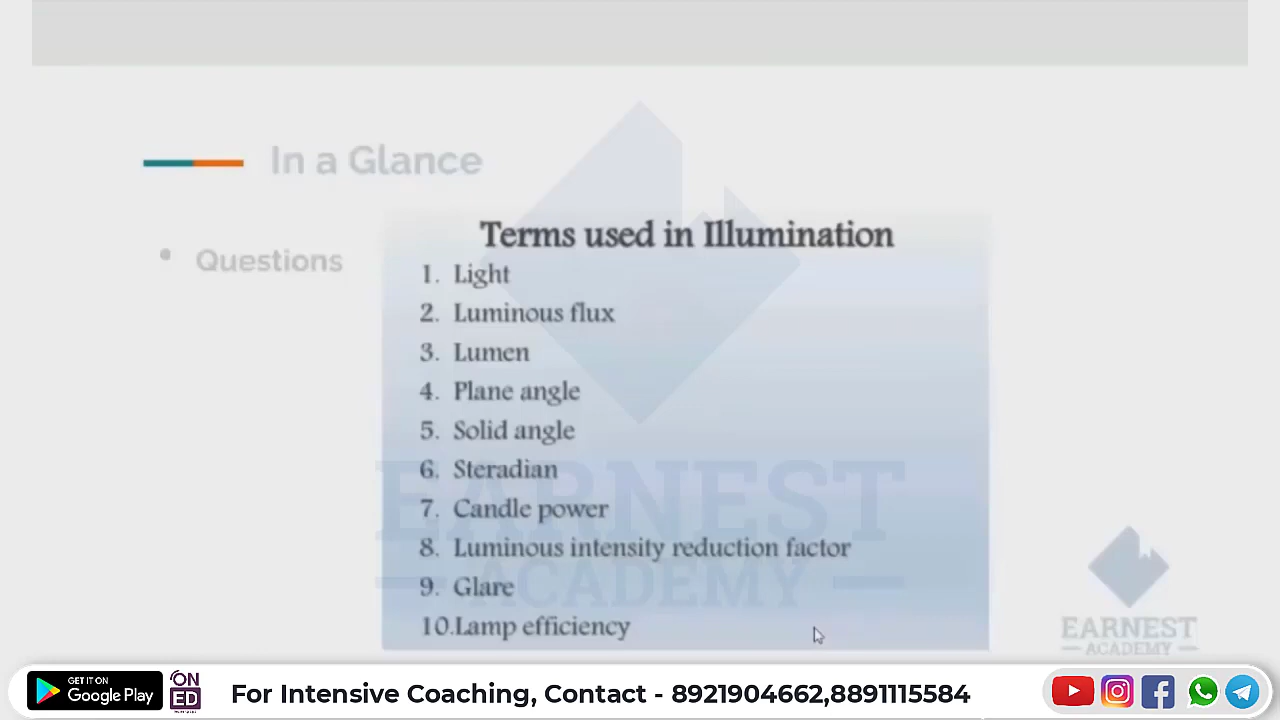 In a Glance
Questions
Terms used in Illumination
1. Light
2. Luminous flux
3. Lumen
4. Plane angle
5. Solid angle
6. Steradian
7. Candle power
8. Luminous intensity reduction factor
9. Glare
10.Lamp efficiency
EARNEST
ACADEMY
EARNEST
ACADEMY
GET IT ON
Google Play
ON
ED
For Intensive Coaching, Contact - 8921904662,8891115584